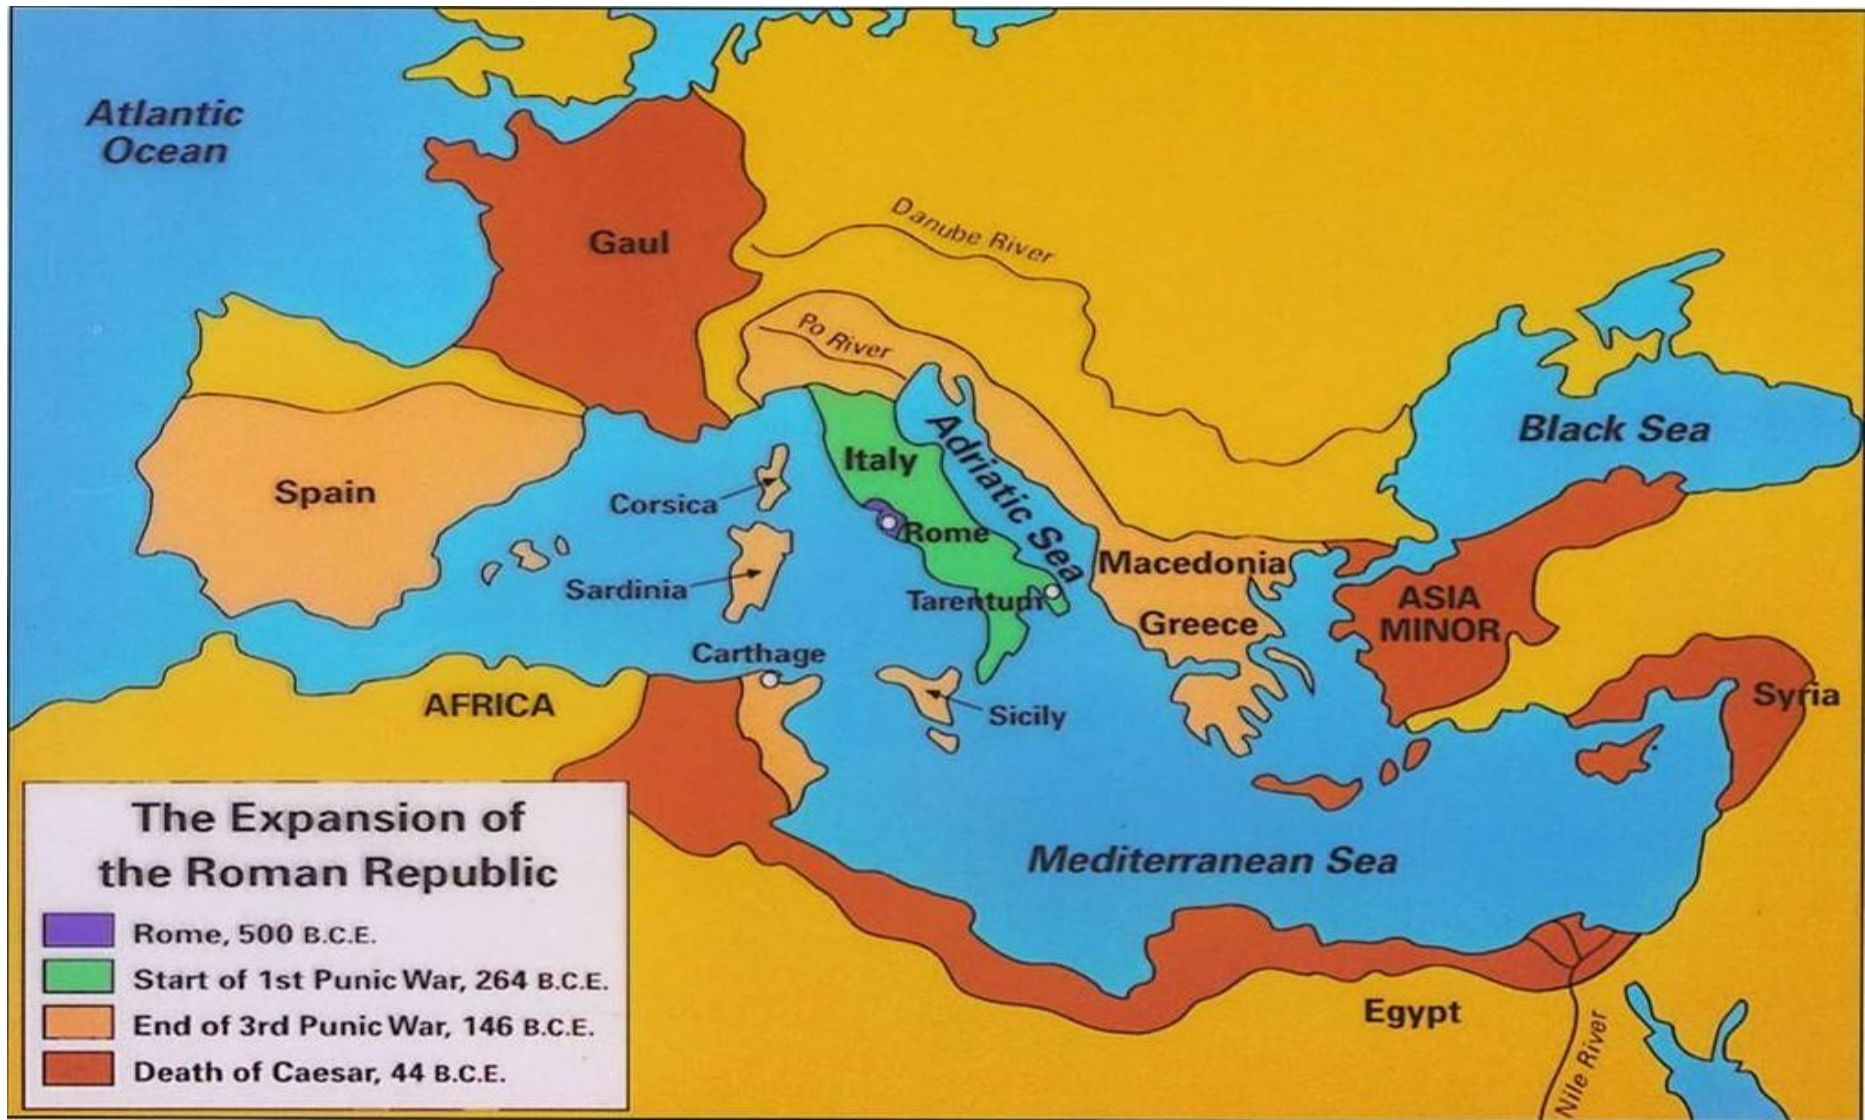 Atlantic
Ocean
Gaul
Danube River
Po River
Black Sea
Adriatic Sea
Italy
Spain
Corsica
Rome
Macedonia
Sardinia
Tarentum
ASIA
MINOR
Greece
Carthage
AFRICA
Sicily
Syria
Mediterranean Sea
Egypt
Nile River
The Expansion of
the Roman Republic
Rome, 500 B.C.E.
Start of 1st Punic War, 264 B.C.E.
End of 3rd Punic War, 146 B.C.E.
Death of Caesar, 44 B.C.E.